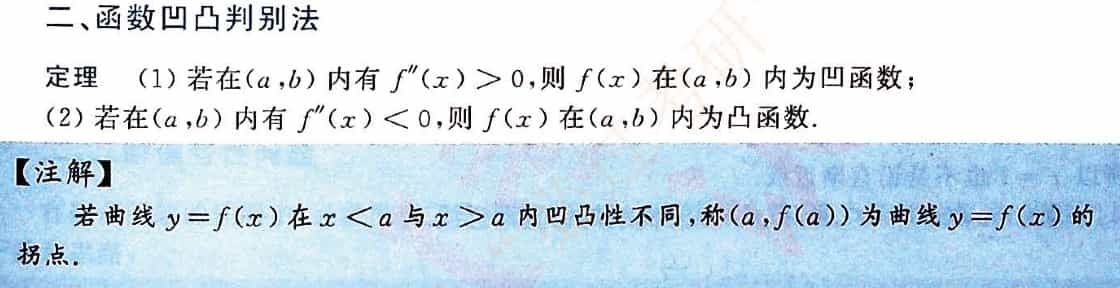 二、函数凹凸判别法
定理 (1) 若在(a,b) 内有 f″(x)>0,则 f(x) 在(a,b) 内为凹函数;
(2) 若在(a,b) 内有 f″(x)<0,则 f(x) 在(a,b) 内为凸函数.
【注解】
若曲线 y=f(x) 在 x<a 与 x>a 内凹凸性不同,称(a,f(a)) 为曲线 y=f(x) 的
拐点.